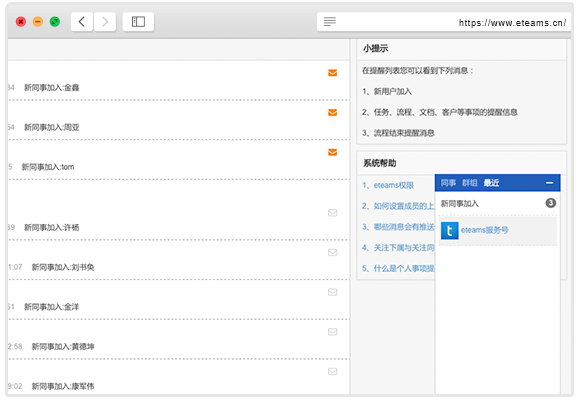 https://www.eteams.cn/
34 新同事加入:金鑫
54 新同事加入:周亚
5 新同事加入:tom
39 新同事加入:许杨
1:07 新同事加入:刘书奂
51 新同事加入:金洋
2:58 新同事加入:黄德坤
9:02 新同事加入:康军伟
小提示
在提醒列表您可以看到下列消息：
1、新用户加入
2、任务、流程、文档、客户等事项的提醒信息
3、流程结束提醒消息
系统帮助
1、eteams权限
2、如何设置成员的上
3、哪些消息会有推送
4、关注下属与关注同
5、什么是个人事项提
同事 群组 最近
新同事加入 3
eteams服务号